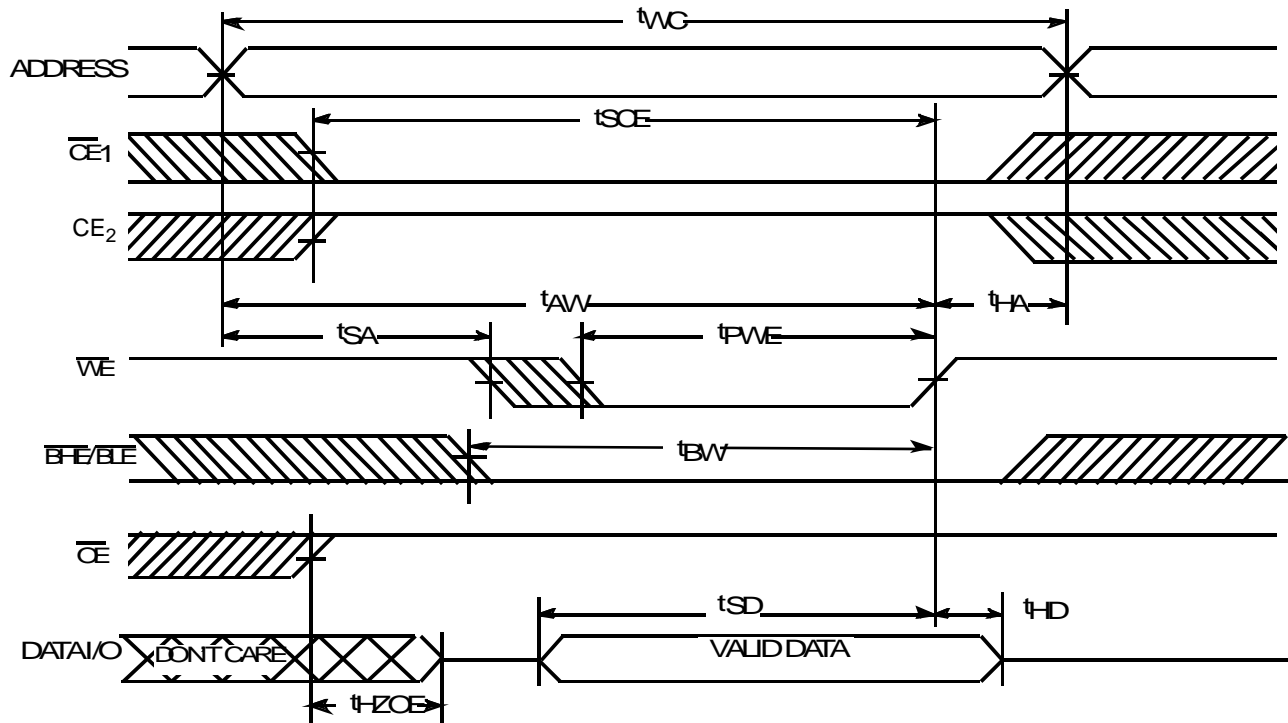 tWC
ADDRESS
tSCE
CE1
CE2
tAW
tHA
tSA
tPWE
WE
BHE/BLE
tBW
OE
tSD
tHD
DATA I/O
DON'T CARE
VALID DATA
tHZOE